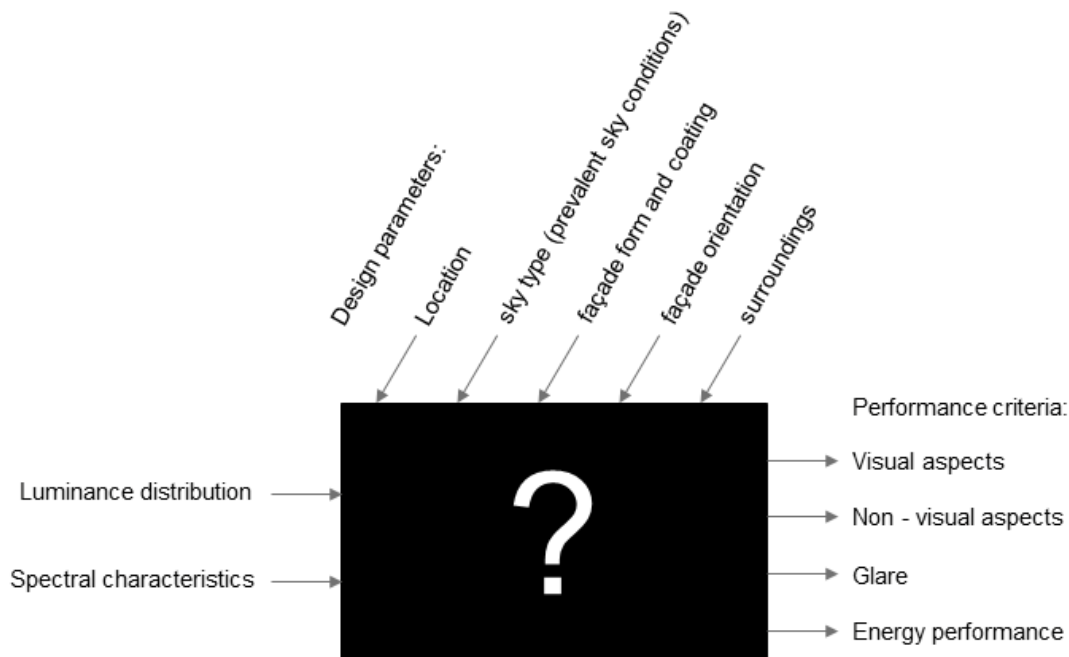 Design parameters:
Location
sky type (prevalent sky conditions)
façade form and coating
façade orientation
surroundings
Luminance distribution
Spectral characteristics
?
Performance criteria:
Visual aspects
Non - visual aspects
Glare
Energy performance